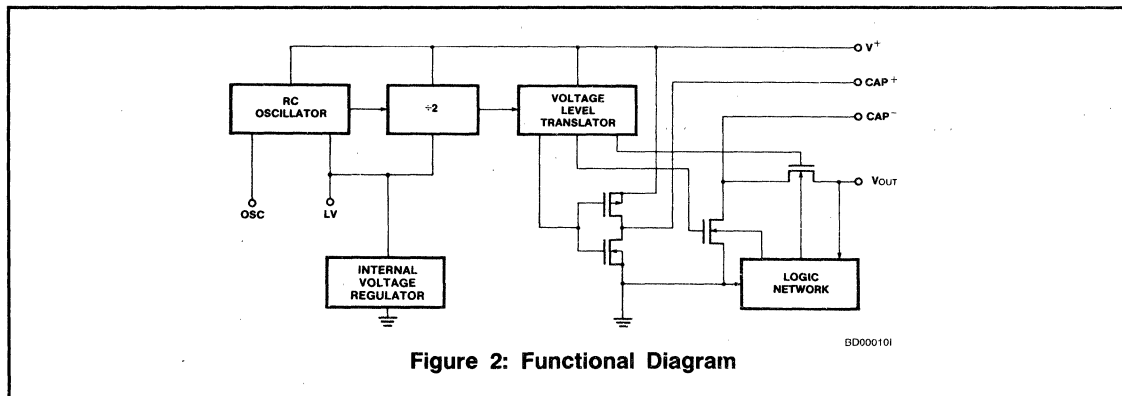 V+
CAP+
RC
OSCILLATOR
÷2
VOLTAGE
LEVEL
TRANSLATOR
CAP−
VOUT
OSC
LV
INTERNAL
VOLTAGE
REGULATOR
LOGIC
NETWORK
BD00010I
Figure 2: Functional Diagram